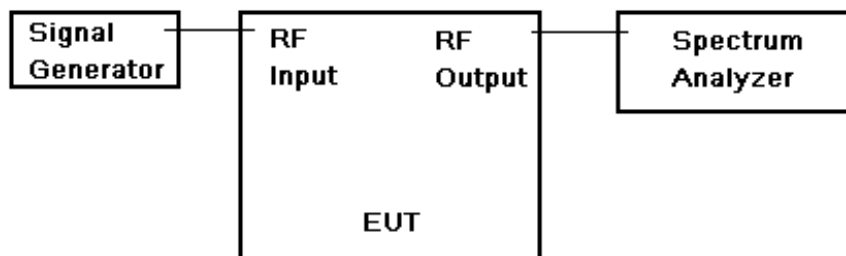 Signal
Generator
RF
Input
RF
Output
Spectrum
Analyzer
EUT